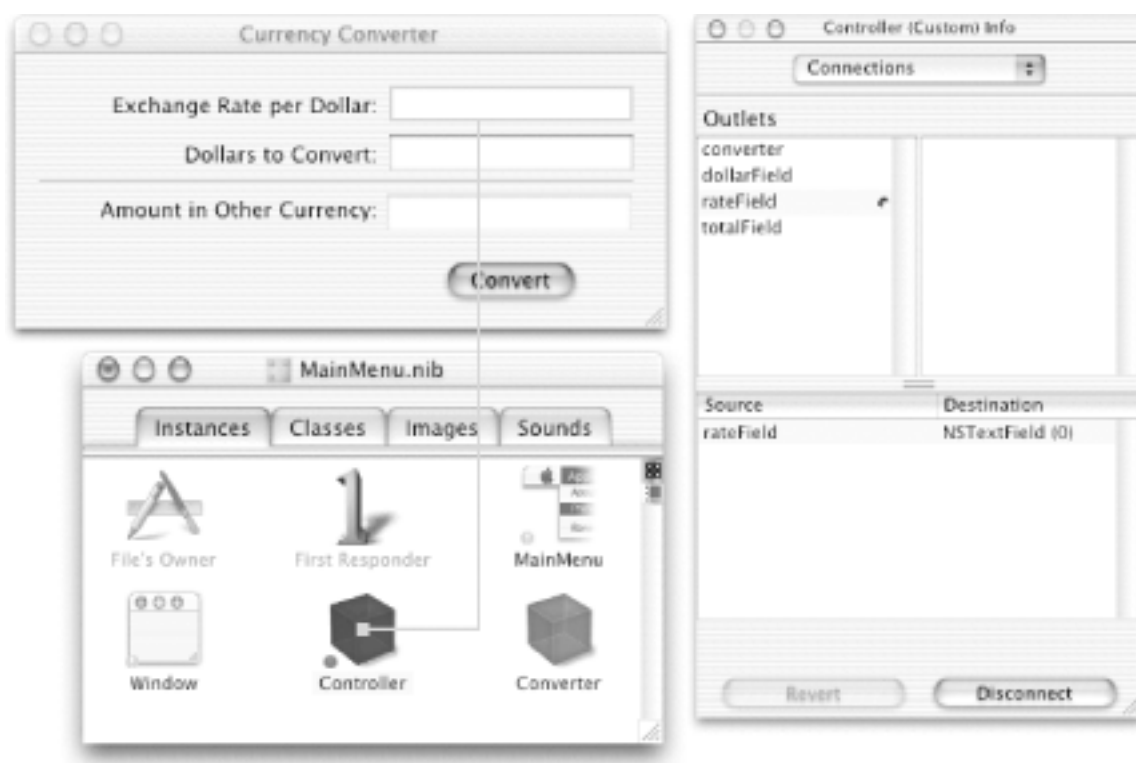 Currency Converter
Exchange Rate per Dollar:
Dollars to Convert:
Amount in Other Currency:
Convert
MainMenu.nib
Instances Classes Images Sounds
File's Owner First Responder MainMenu
Window Controller Converter
Controller (Custom) Info
Connections
Outlets
converter
dollarField
rateField
totalField
Source Destination
rateField NSTextField (0)
Revert Disconnect